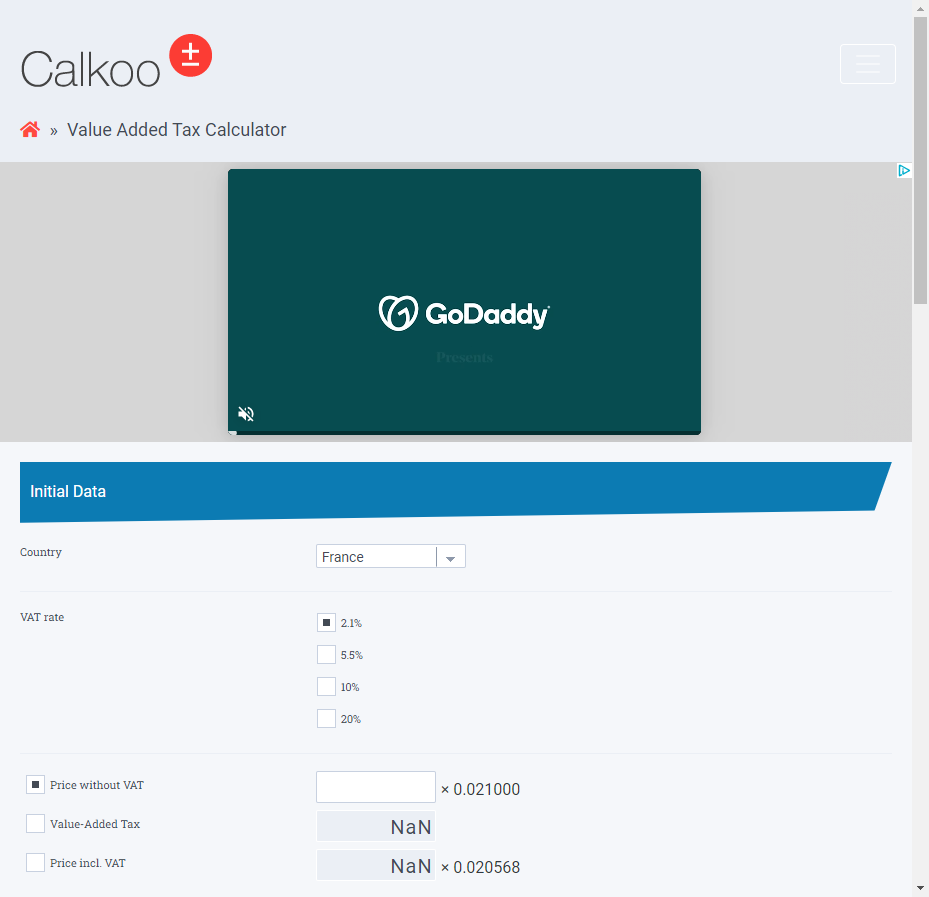 Calkoo
» Value Added Tax Calculator
GoDaddy
Presents
Initial Data
Country
France
VAT rate
2.1%
5.5%
10%
20%
Price without VAT
× 0.021000
Value-Added Tax
NaN
Price incl. VAT
NaN × 0.020568